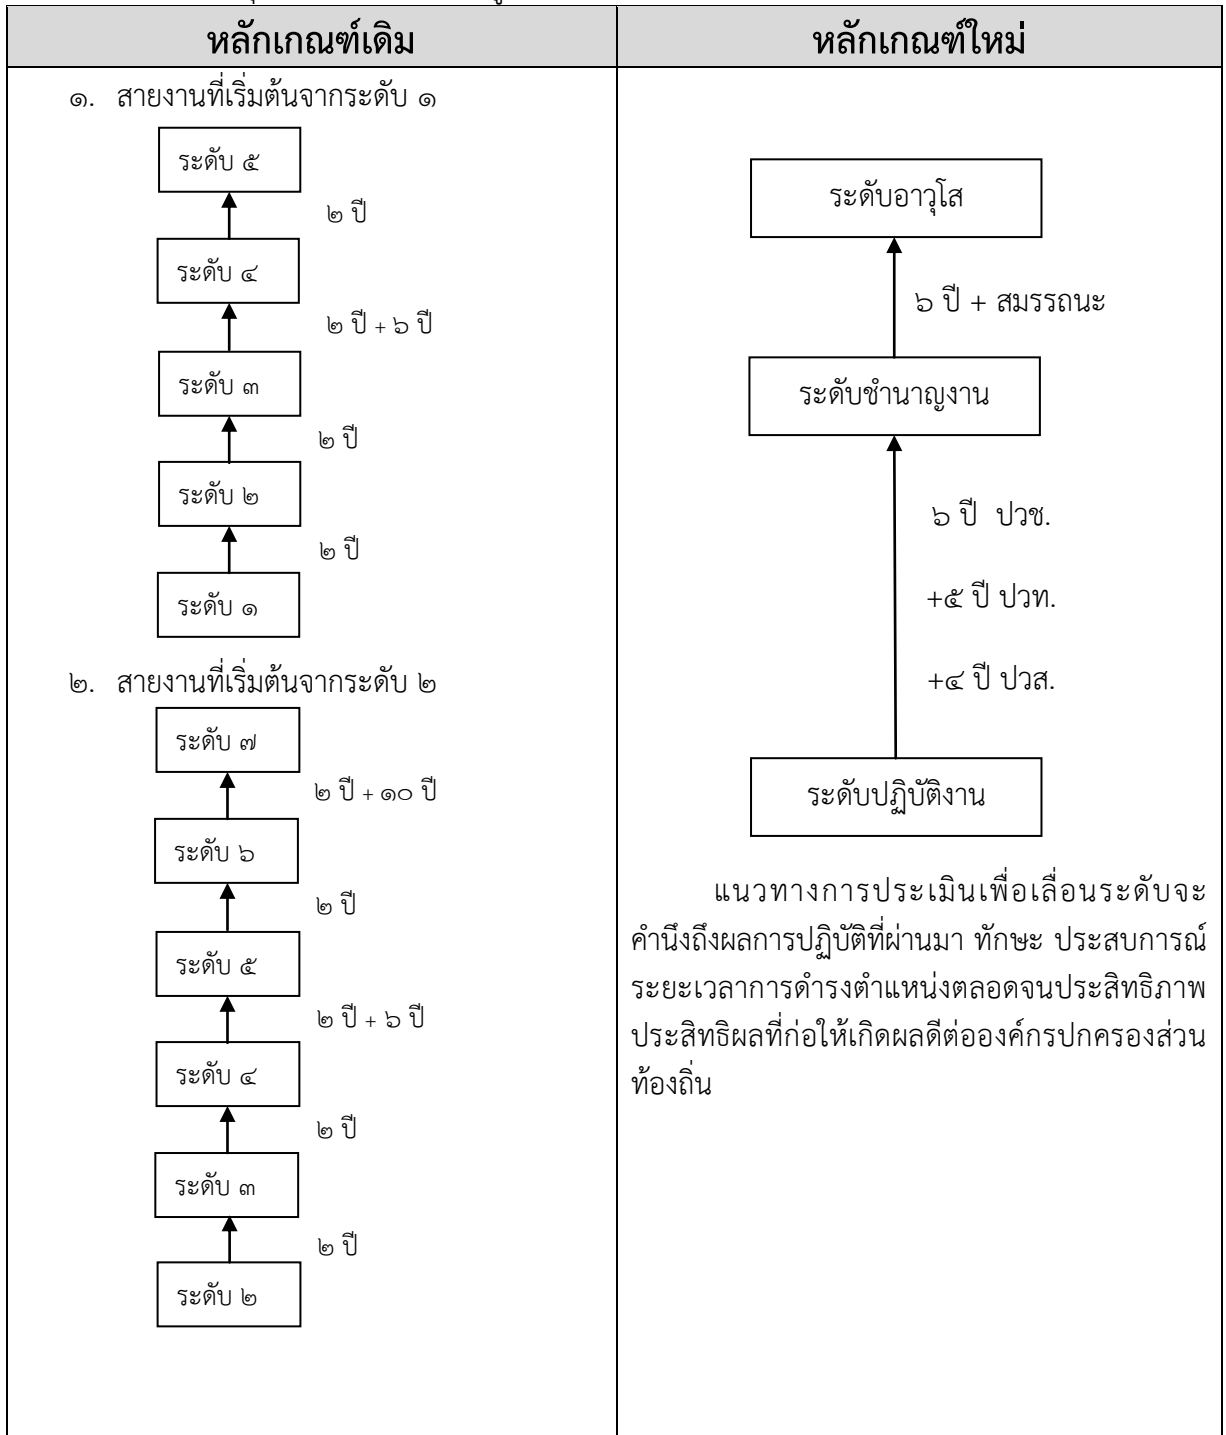 หลักเกณฑ์เดิม
หลักเกณฑ์ใหม่
๑. สายงานที่เริ่มต้นจากระดับ ๑
ระดับ ๕
๒ ปี
ระดับ ๔
๒ ปี + ๖ ปี
ระดับ ๓
๒ ปี
ระดับ ๒
๒ ปี
ระดับ ๑
๒. สายงานที่เริ่มต้นจากระดับ ๒
ระดับ ๗
๒ ปี + ๑๐ ปี
ระดับ ๖
๒ ปี
ระดับ ๕
๒ ปี + ๖ ปี
ระดับ ๔
๒ ปี
ระดับ ๓
๒ ปี
ระดับ ๒
ระดับอาวุโส
๖ ปี + สมรรถนะ
ระดับชำนาญงาน
๖ ปี ปวช.
+๕ ปี ปวท.
+๔ ปี ปวส.
ระดับปฏิบัติงาน
แนวทางการประเมินเพื่อเลื่อนระดับจะ
คำนึงถึงผลการปฏิบัติที่ผ่านมา ทักษะ ประสบการณ์
ระยะเวลาการดำรงตำแหน่งตลอดจนประสิทธิภาพ
ประสิทธิผลที่ก่อให้เกิดผลดีต่อองค์กรปกครองส่วน
ท้องถิ่น